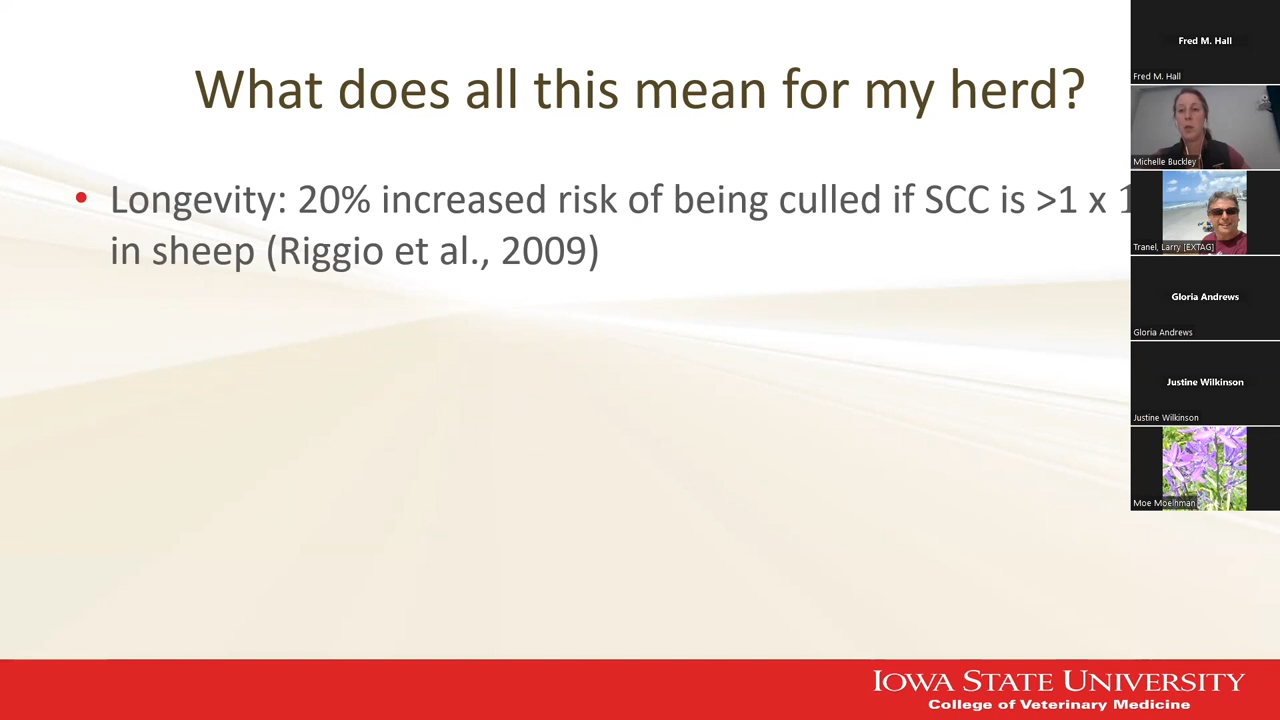 What does all this mean for my herd?
• Longevity: 20% increased risk of being culled if SCC is >1 x
in sheep (Riggio et al., 2009)
IOWA STATE UNIVERSITY
College of Veterinary Medicine
Fred M. Hall
Fred M. Hall
Michelle Buckley
Tranel, Larry [EXTAG]
Gloria Andrews
Gloria Andrews
Justine Wilkinson
Justine Wilkinson
Moe Moelhman